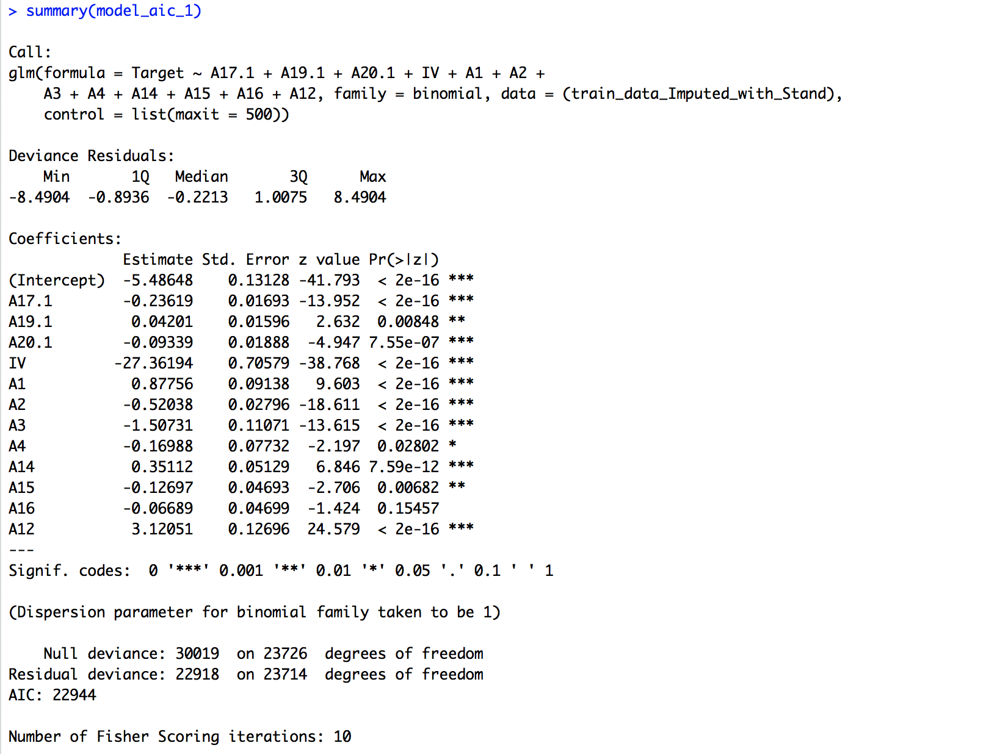 > summary(model_aic_1)
Call:
glm(formula = Target ~ A17.1 + A19.1 + A20.1 + IV + A1 + A2 +
    A3 + A4 + A14 + A15 + A16 + A12, family = binomial, data = (train_data_Imputed_with_Stand),
    control = list(maxit = 500))
Deviance Residuals:
    Min       1Q   Median       3Q      Max
-8.4904  -0.8936  -0.2213   1.0075   8.4904
Coefficients:
             Estimate Std. Error z value Pr(>|z|)
(Intercept)  -5.48648    0.13128 -41.793  < 2e-16 ***
A17.1        -0.23619    0.01693 -13.952  < 2e-16 ***
A19.1         0.04201    0.01596   2.632  0.00848 **
A20.1        -0.09339    0.01888  -4.947 7.55e-07 ***
IV          -27.36194    0.70579 -38.768  < 2e-16 ***
A1            0.87756    0.09138   9.603  < 2e-16 ***
A2           -0.52038    0.02796 -18.611  < 2e-16 ***
A3           -1.50731    0.11071 -13.615  < 2e-16 ***
A4           -0.16988    0.07732  -2.197  0.02802 *
A14           0.35112    0.05129   6.846 7.59e-12 ***
A15          -0.12697    0.04693  -2.706  0.00682 **
A16          -0.06689    0.04699  -1.424  0.15457
A12           3.12051    0.12696  24.579  < 2e-16 ***
---
Signif. codes:  0 '***' 0.001 '**' 0.01 '*' 0.05 '.' 0.1 ' ' 1
(Dispersion parameter for binomial family taken to be 1)
    Null deviance: 30019  on 23726  degrees of freedom
Residual deviance: 22918  on 23714  degrees of freedom
AIC: 22944
Number of Fisher Scoring iterations: 10